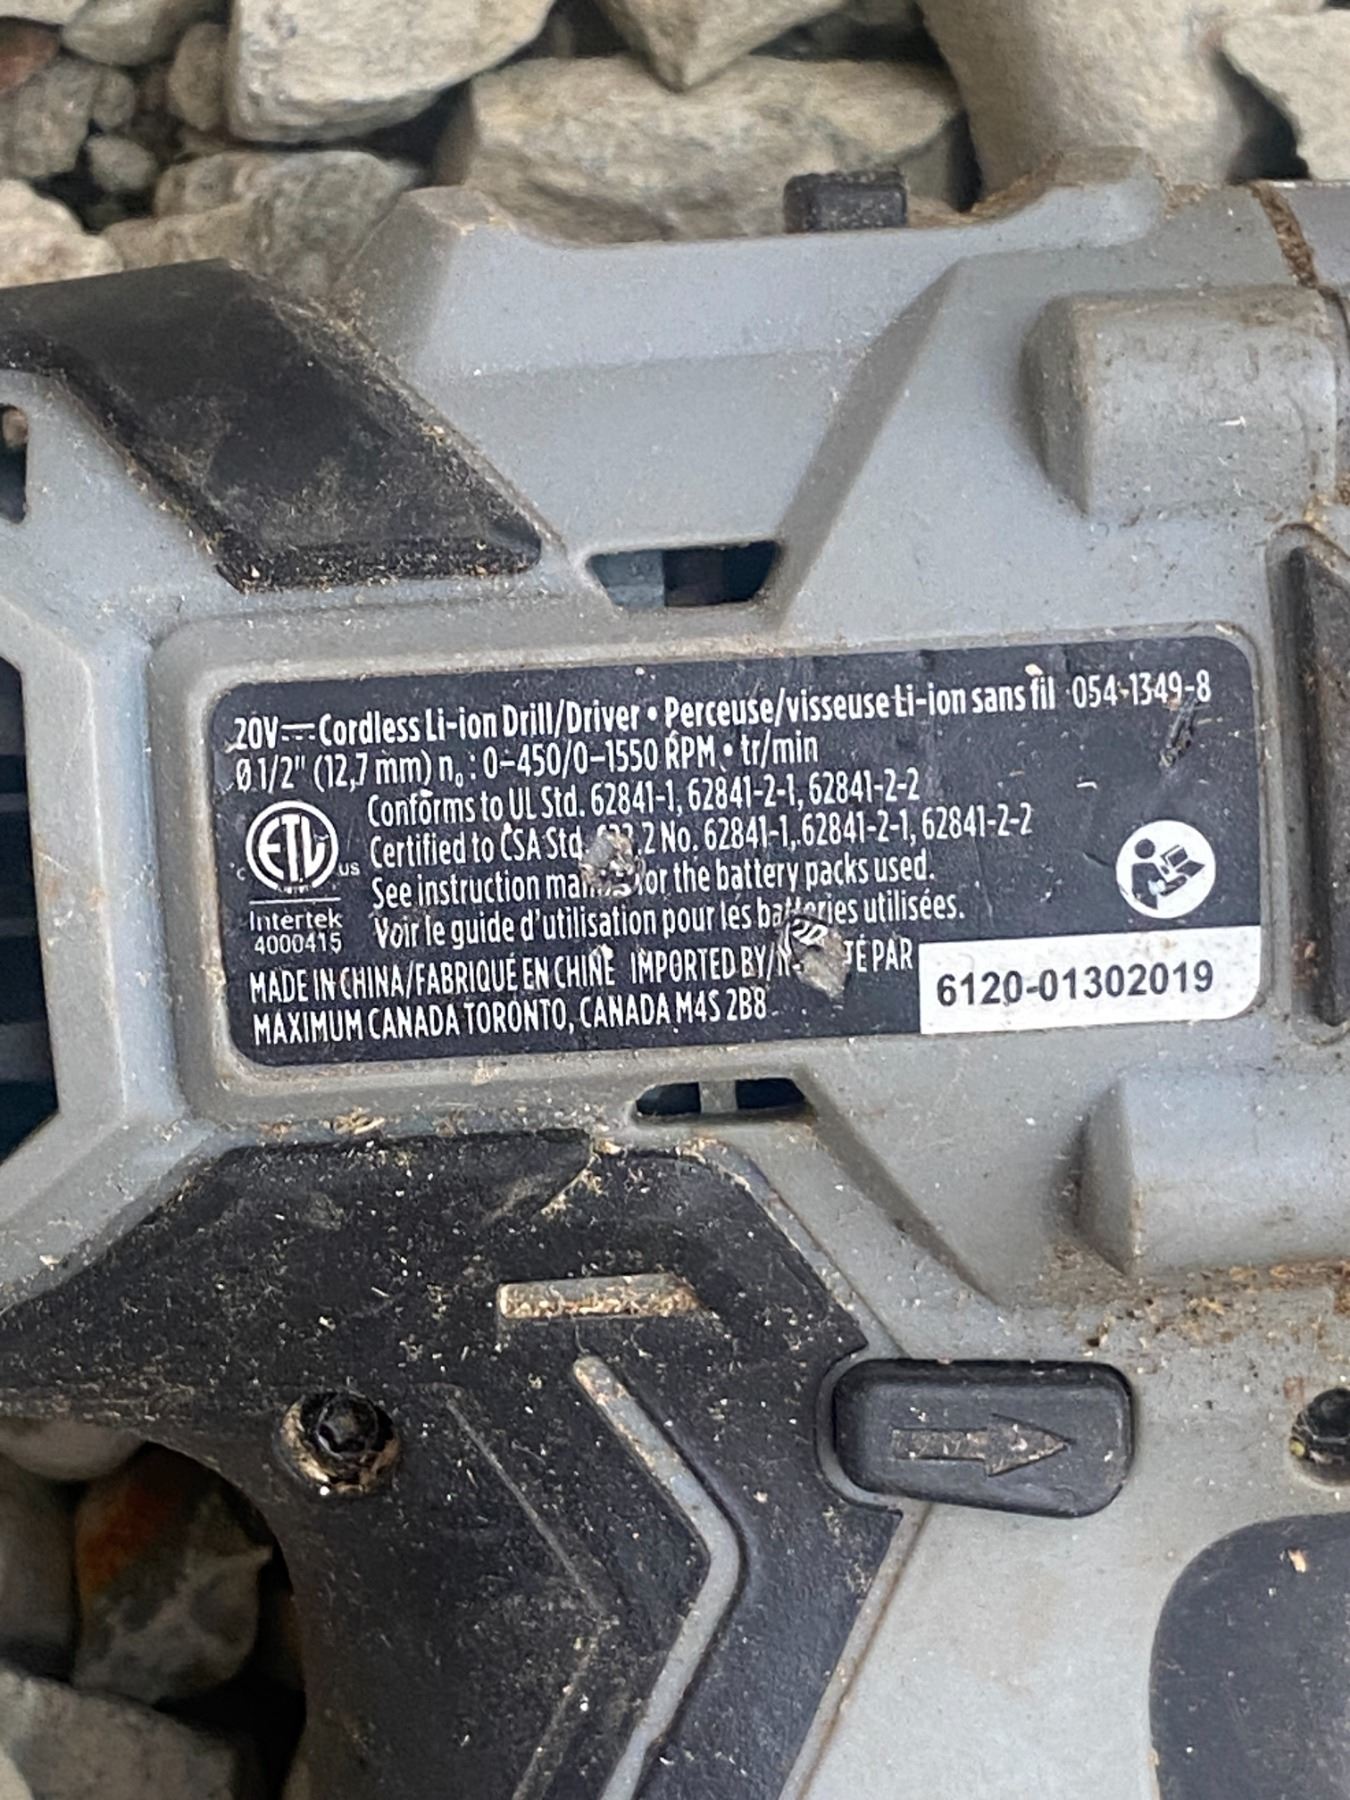 20V⎓Cordless Li-ion Drill/Driver • Perceuse/visseuse Li-ion sans fil 054-1349-8
Ø 1/2" (12,7 mm) n₀ : 0-450/0-1550 RPM • tr/min
Conforms to UL Std. 62841-1, 62841-2-1, 62841-2-2
Certified to CSA Std. .2 No. 62841-1, 62841-2-1, 62841-2-2
See instruction for the battery packs used.
Voir le guide d'utilisation pour les batteries utilisées.
ETL
c us
Intertek
4000415
MADE IN CHINA/FABRIQUÉ EN CHINE IMPORTED BY/ PAR
MAXIMUM CANADA TORONTO, CANADA M4S 2B8
6120-01302019